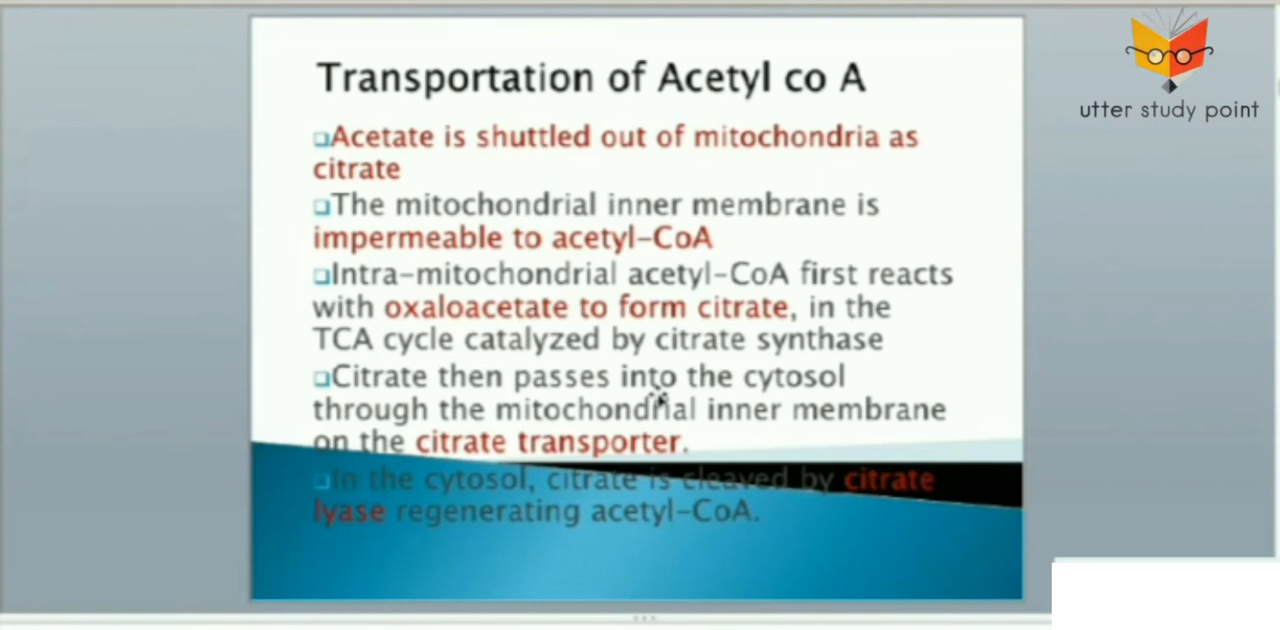 Transportation of Acetyl co A
Acetate is shuttled out of mitochondria as
citrate
The mitochondrial inner membrane is
impermeable to acetyl-CoA
Intra-mitochondrial acetyl-CoA first reacts
with oxaloacetate to form citrate, in the
TCA cycle catalyzed by citrate synthase
Citrate then passes into the cytosol
through the mitochondrial inner membrane
on the citrate transporter.
In the cytosol, citrate is cleaved by citrate
lyase regenerating acetyl-CoA.
utter study point